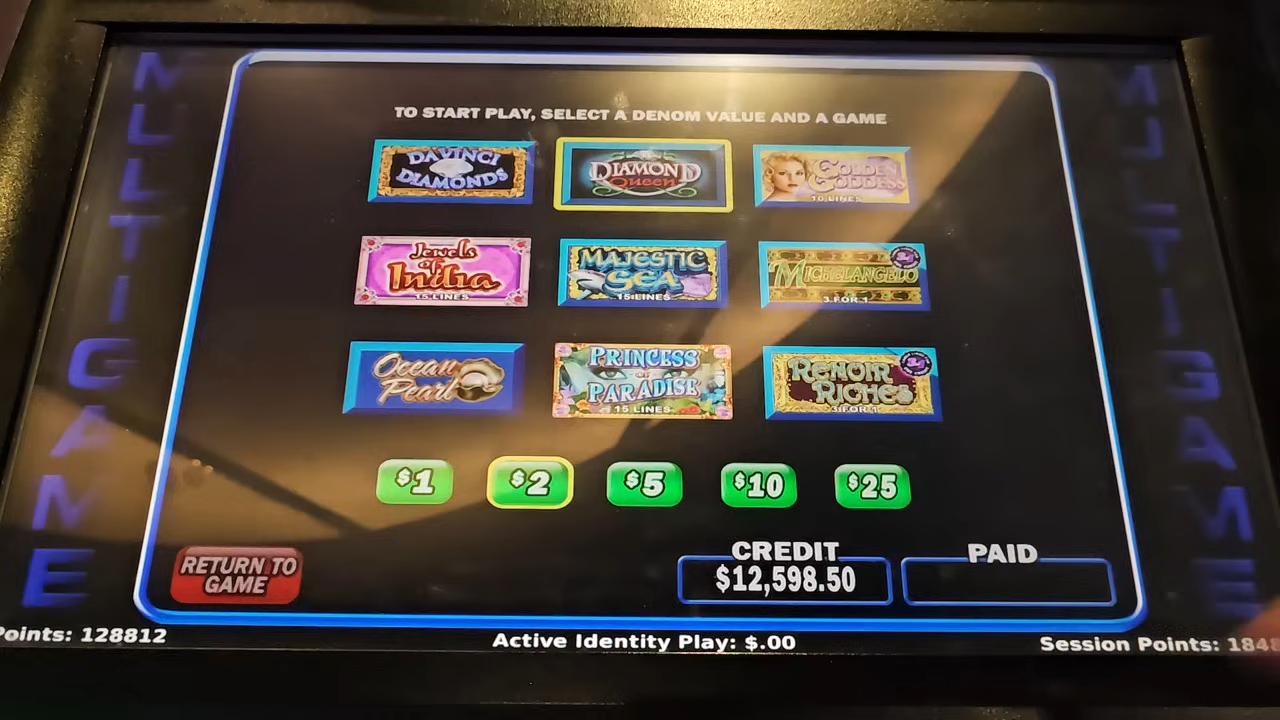 MULTIGAME
MULTIGAME
TO START PLAY, SELECT A DENOM VALUE AND A GAME
DAVINCI
DIAMONDS
DIAMOND
Queen
GOLDEN
GODDESS
10 LINES
Jewels
of
India
15 LINES
MAJESTIC
SEA
15 LINES
MICHELANGELO
3 FOR 1
Ocean
Pearl
PRINCESS
OF
PARADISE
15 LINES
RENOIR
RICHES
3 FOR 1
$1 $2 $5 $10 $25
RETURN TO
GAME
CREDIT
$12,598.50
PAID
Points: 128812
Active Identity Play: $.00
Session Points: 1848